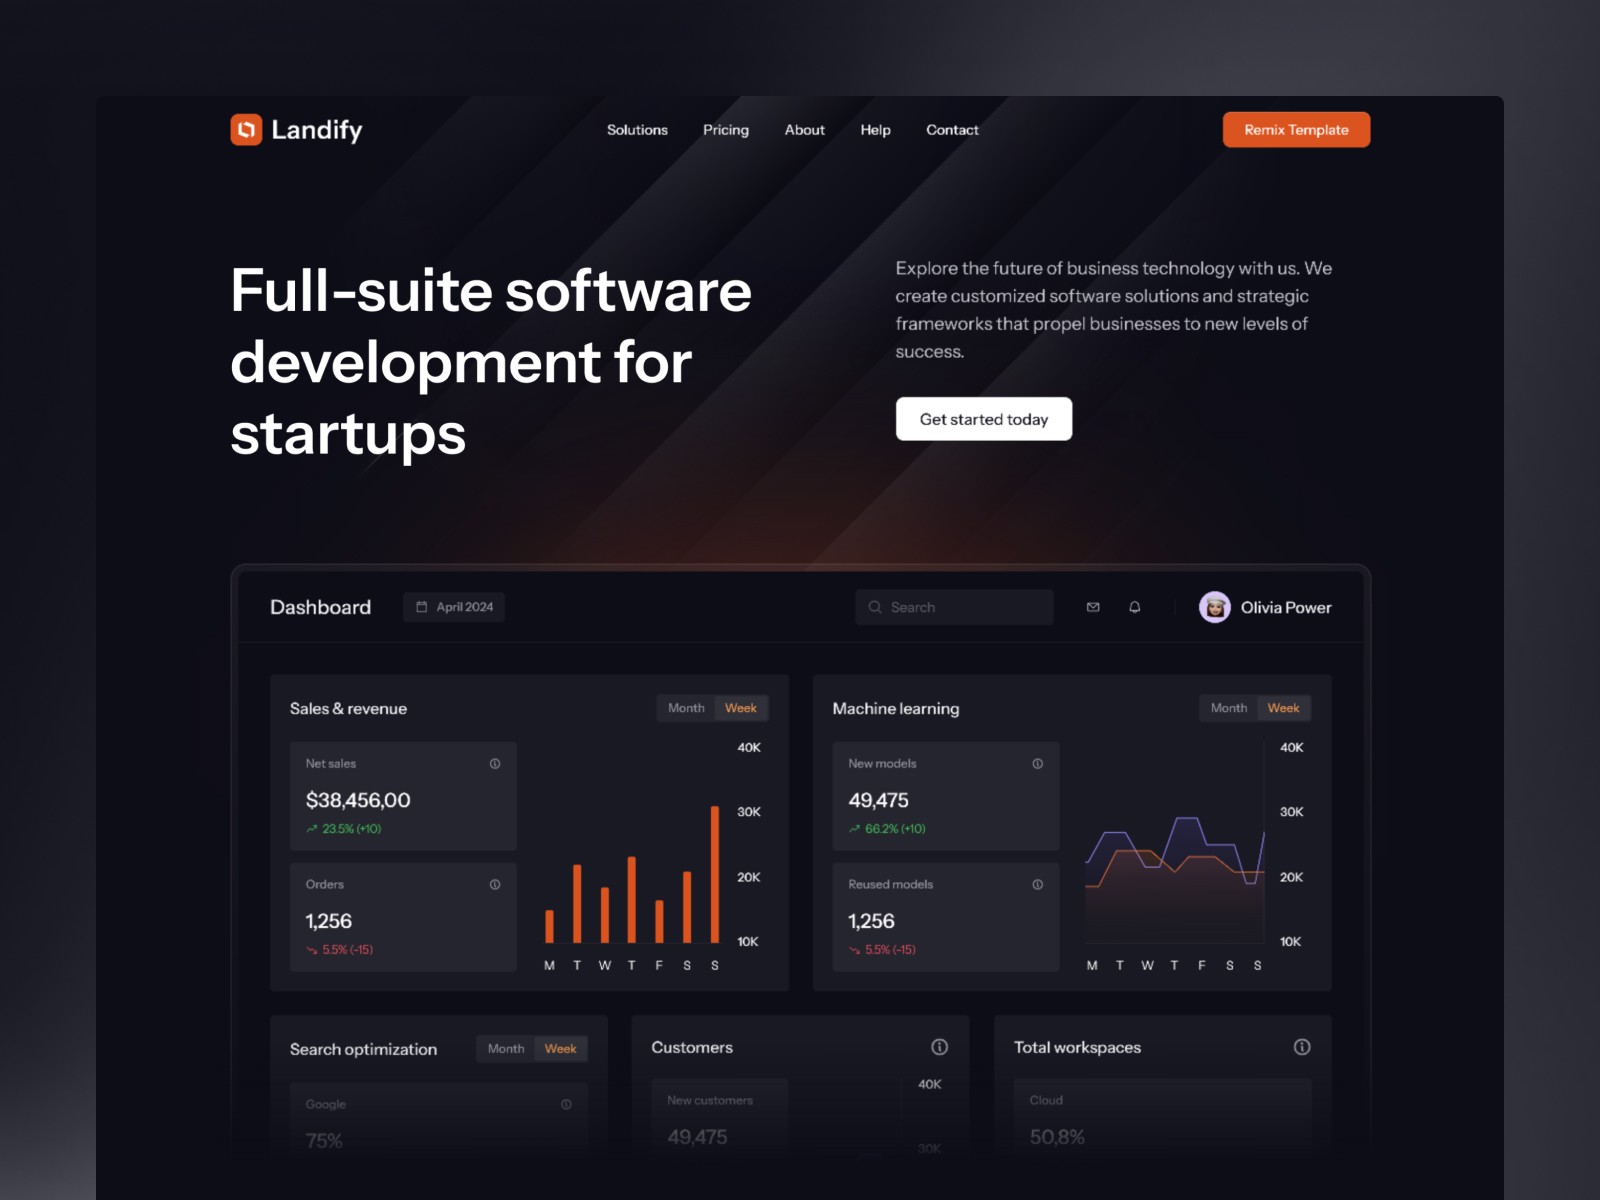 Landify
Solutions
Pricing
About
Help
Contact
Remix Template
Full-suite software
development for
startups
Explore the future of business technology with us. We
create customized software solutions and strategic
frameworks that propel businesses to new levels of
success.
Get started today
Dashboard
April 2024
Search
Olivia Power
Sales & revenue
Month
Week
Net sales
$38,456,00
23.5% (+10)
Orders
1,256
5.5% (-15)
40K
30K
20K
10K
M T W T F S S
Machine learning
Month
Week
New models
49,475
66.2% (+10)
Reused models
1,256
5.5% (-15)
40K
30K
20K
10K
M T W T F S S
Search optimization
Month
Week
Google
75%
Customers
New customers
49,475
40K
30K
Total workspaces
Cloud
50,8%